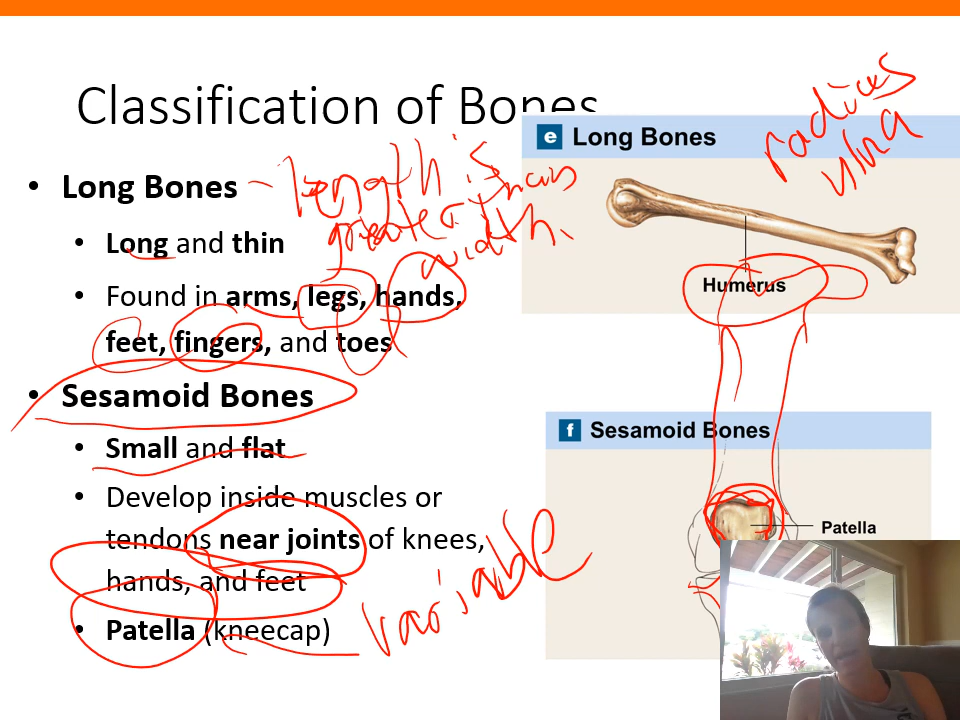 Classification of Bones
• Long Bones - length is
greater than
width.
• Long and thin
• Found in arms, legs, hands,
feet, fingers, and toes
• Sesamoid Bones
• Small and flat
• Develop inside muscles or
tendons near joints of knees,
hands, and feet
• Patella (kneecap)
variable
e Long Bones
radius
ulna
Humerus
f Sesamoid Bones
Patella